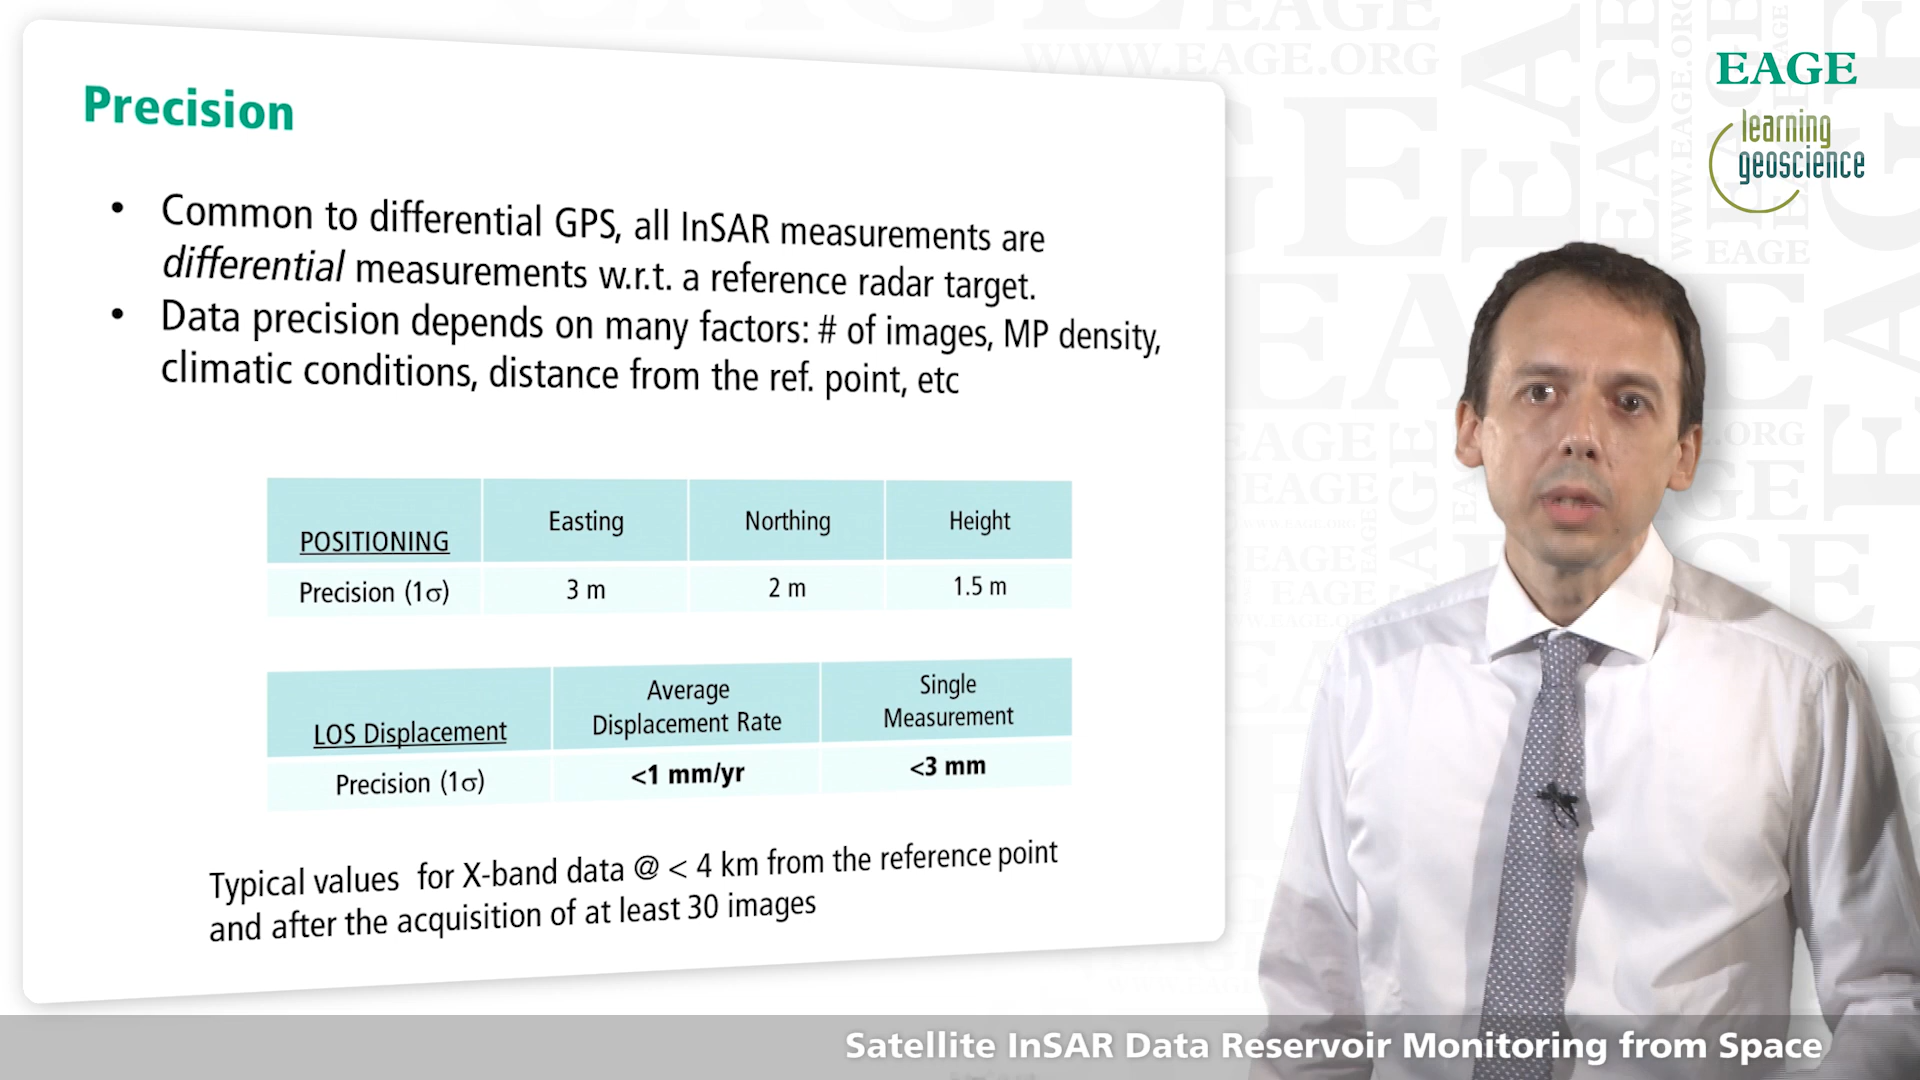 Precision
• Common to differential GPS, all InSAR measurements are
differential measurements w.r.t. a reference radar target.
• Data precision depends on many factors: # of images, MP density,
climatic conditions, distance from the ref. point, etc
POSITIONING Easting Northing Height
Precision (1σ) 3 m 2 m 1.5 m
LOS Displacement Average Displacement Rate Single Measurement
Precision (1σ) <1 mm/yr <3 mm
Typical values for X-band data @ < 4 km from the reference point
and after the acquisition of at least 30 images
EAGE
learning
geoscience
Satellite InSAR Data Reservoir Monitoring from Space
WWW.EAGE.ORG
EAGE